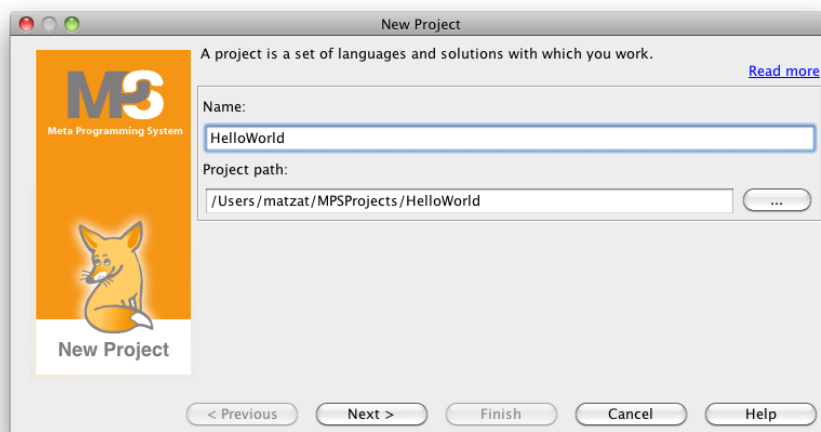 New Project
A project is a set of languages and solutions with which you work.
Read more
MPS
Meta Programming System
New Project
Name:
HelloWorld
Project path:
/Users/matzat/MPSProjects/HelloWorld
...
< Previous
Next >
Finish
Cancel
Help